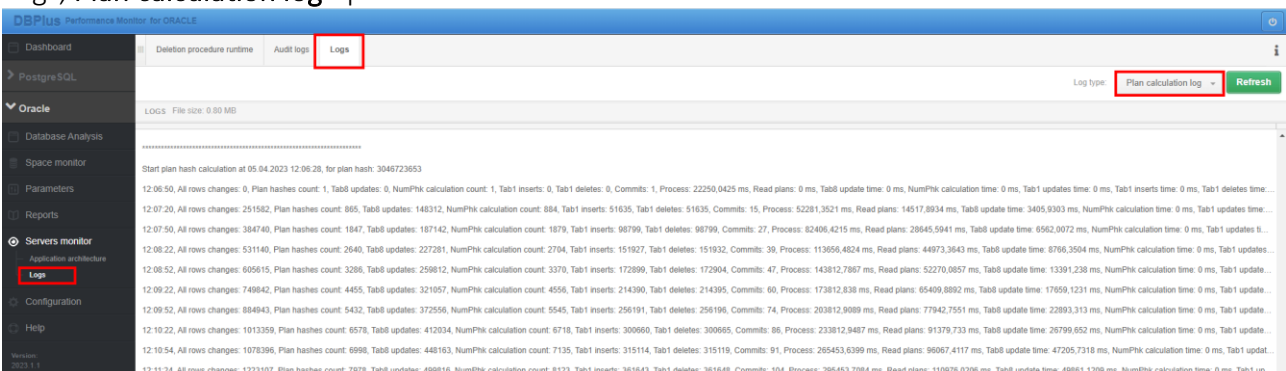 Plan calculation log
DBPlus Performance Monitor for ORACLE
Dashboard
Deletion procedure runtime Audit logs Logs
PostgreSQL
Log type: Plan calculation log Refresh
Oracle
LOGS File size: 0.80 MB
Database Analysis
Space monitor
Start plan hash calculation at 05.04.2023 12:06:28, for plan hash: 3046723653
Parameters
12:06:50, All rows changes: 0, Plan hashes count: 1, Tab8 updates: 0, NumPhk calculation count: 1, Tab1 inserts: 0, Tab1 deletes: 0, Commits: 1, Process: 22250,0425 ms, Read plans: 0 ms, Tab8 update time: 0 ms, NumPhk calculation time: 0 ms, Tab1 updates time: 0 ms, Tab1 inserts time: 0 ms, Tab1 deletes time:...
12:07:20, All rows changes: 251582, Plan hashes count: 865, Tab8 updates: 148312, NumPhk calculation count: 884, Tab1 inserts: 51635, Tab1 deletes: 51635, Commits: 15, Process: 52281,3521 ms, Read plans: 14517,8934 ms, Tab8 update time: 3405,9303 ms, NumPhk calculation time: 0 ms, Tab1 updates time:...
Reports
12:07:50, All rows changes: 384740, Plan hashes count: 1847, Tab8 updates: 187142, NumPhk calculation count: 1879, Tab1 inserts: 98799, Tab1 deletes: 98799, Commits: 27, Process: 82406,4215 ms, Read plans: 28645,5941 ms, Tab8 update time: 6562,0072 ms, NumPhk calculation time: 0 ms, Tab1 updates ti...
Servers monitor
12:08:22, All rows changes: 531140, Plan hashes count: 2640, Tab8 updates: 227281, NumPhk calculation count: 2704, Tab1 inserts: 151927, Tab1 deletes: 151932, Commits: 39, Process: 113656,4824 ms, Read plans: 44973,3643 ms, Tab8 update time: 8766,3504 ms, NumPhk calculation time: 0 ms, Tab1 updates...
Application architecture
12:08:52, All rows changes: 605615, Plan hashes count: 3286, Tab8 updates: 259812, NumPhk calculation count: 3370, Tab1 inserts: 172899, Tab1 deletes: 172904, Commits: 47, Process: 143812,7867 ms, Read plans: 52270,0857 ms, Tab8 update time: 13391,238 ms, NumPhk calculation time: 0 ms, Tab1 update...
Logs
12:09:22, All rows changes: 749842, Plan hashes count: 4455, Tab8 updates: 321057, NumPhk calculation count: 4556, Tab1 inserts: 214390, Tab1 deletes: 214395, Commits: 60, Process: 173812,838 ms, Read plans: 65409,8892 ms, Tab8 update time: 17659,1231 ms, NumPhk calculation time: 0 ms, Tab1 update...
Configuration
12:09:52, All rows changes: 884943, Plan hashes count: 5432, Tab8 updates: 372556, NumPhk calculation count: 5545, Tab1 inserts: 256191, Tab1 deletes: 256196, Commits: 74, Process: 203812,9089 ms, Read plans: 77942,7551 ms, Tab8 update time: 22893,313 ms, NumPhk calculation time: 0 ms, Tab1 update...
Help
12:10:22, All rows changes: 1013359, Plan hashes count: 6578, Tab8 updates: 412034, NumPhk calculation count: 6718, Tab1 inserts: 300660, Tab1 deletes: 300665, Commits: 86, Process: 233812,9487 ms, Read plans: 91379,733 ms, Tab8 update time: 26799,652 ms, NumPhk calculation time: 0 ms, Tab1 update...
Version:
12:10:54, All rows changes: 1078396, Plan hashes count: 6998, Tab8 updates: 448163, NumPhk calculation count: 7135, Tab1 inserts: 315114, Tab1 deletes: 315119, Commits: 91, Process: 265453,6399 ms, Read plans: 96067,4117 ms, Tab8 update time: 47205,7318 ms, NumPhk calculation time: 0 ms, Tab1 updat...
2023.1.1